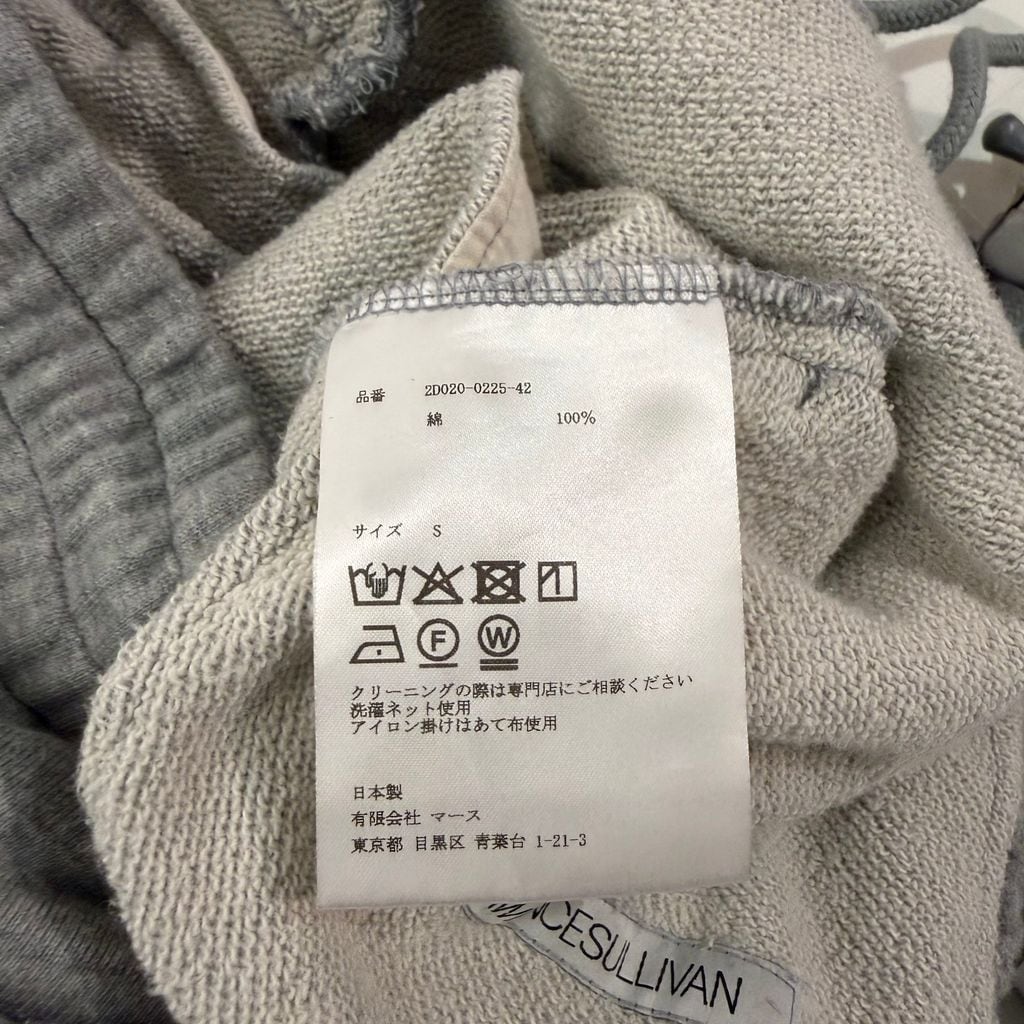 品番 2D020-0225-42
綿 100%
サイズ S
F W
クリーニングの際は専門店にご相談ください
洗濯ネット使用
アイロン掛けはあて布使用
日本製
有限会社 マース
東京都 目黒区 青葉台 1-21-3
NCESULLIVAN